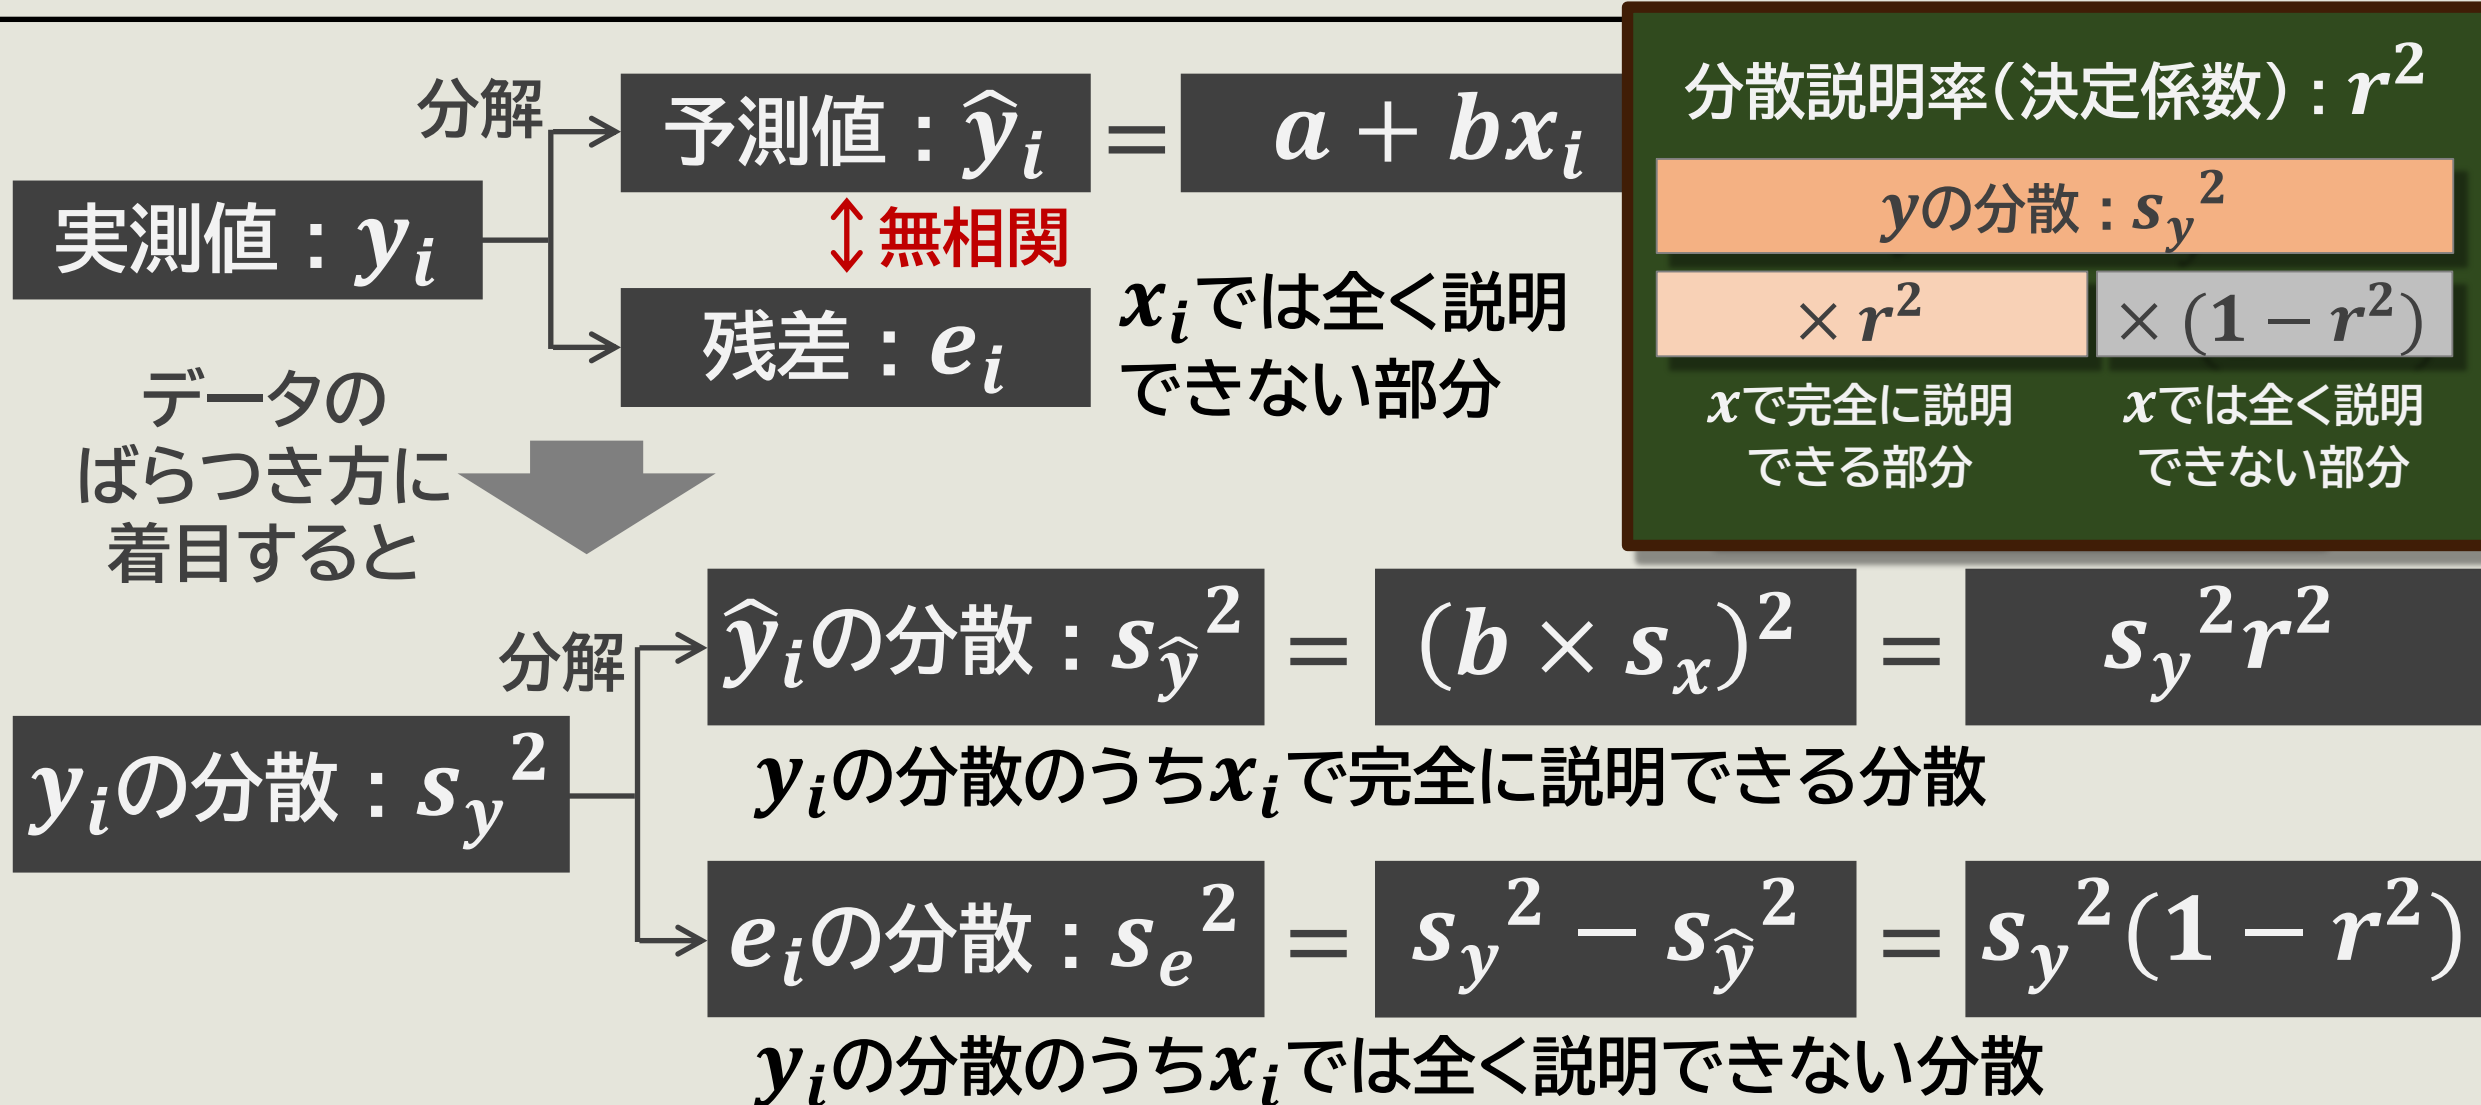 分解
予測値：ŷᵢ = a + bxᵢ
実測値：yᵢ
無相関
残差：eᵢ
xᵢでは全く説明
できない部分
分散説明率(決定係数)：r²
yの分散：s_y²
× r²
× (1 − r²)
xで完全に説明
できる部分
xでは全く説明
できない部分
データの
ばらつき方に
着目すると
分解
yᵢの分散：s_y²
ŷᵢの分散：s_ŷ² = (b × sₓ)² = s_y²r²
yᵢの分散のうちxᵢで完全に説明できる分散
eᵢの分散：sₑ² = s_y² − s_ŷ² = s_y²(1 − r²)
yᵢの分散のうちxᵢでは全く説明できない分散